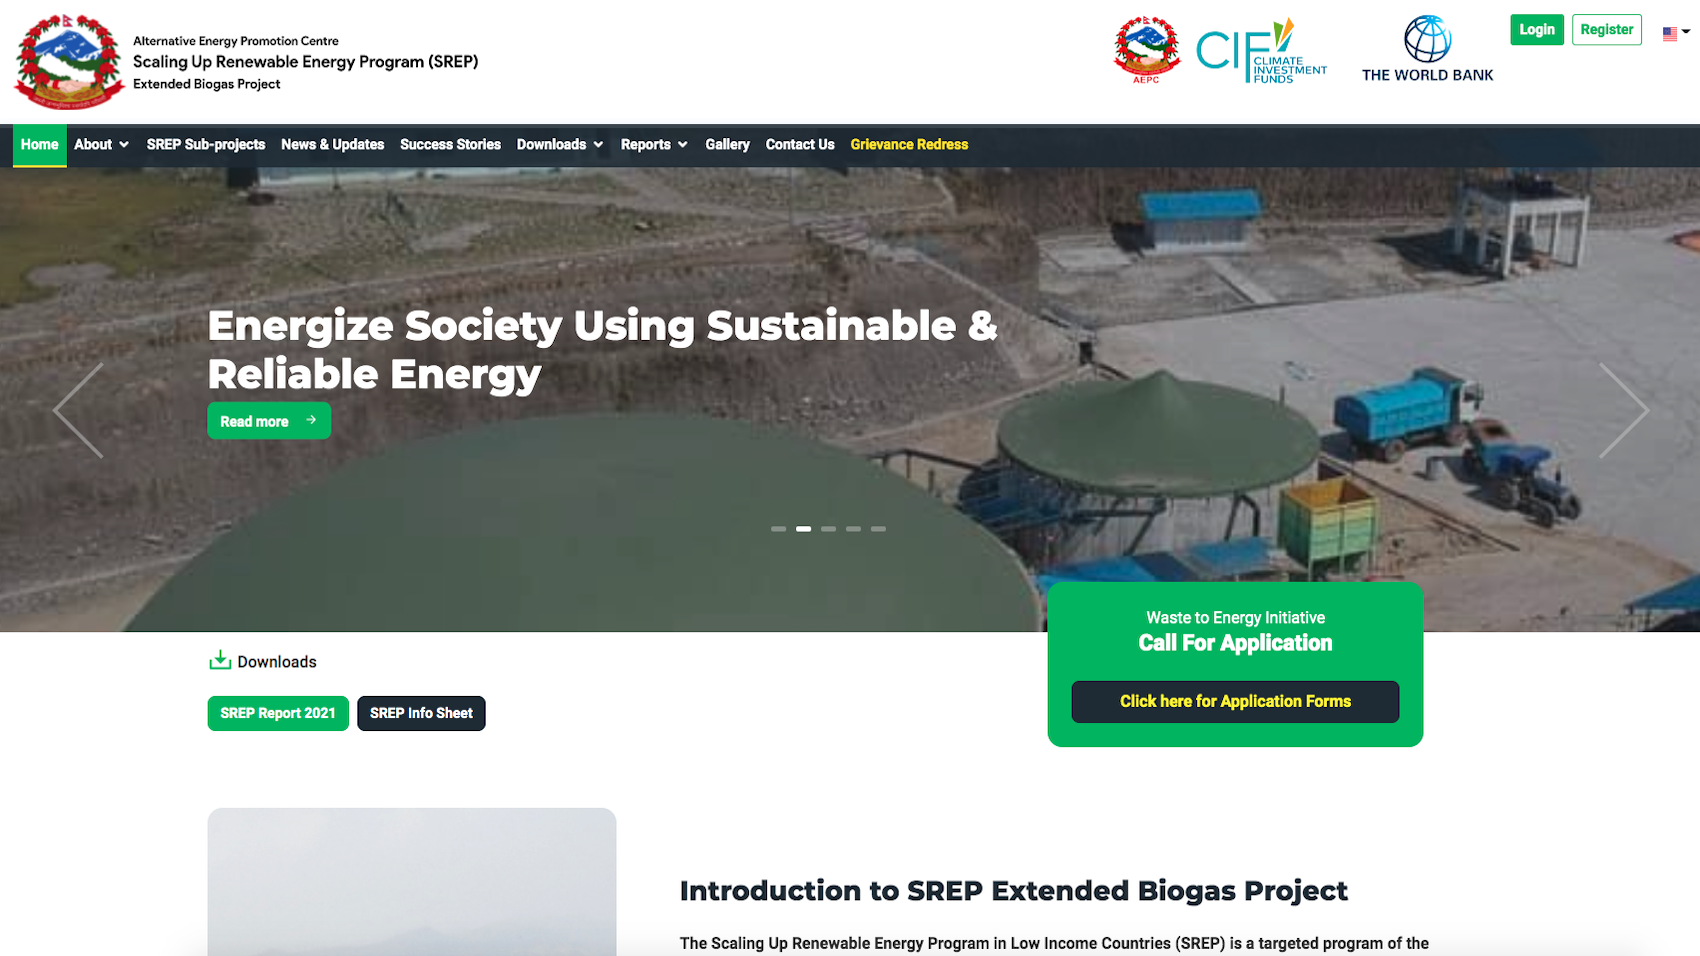 Alternative Energy Promotion Centre
Scaling Up Renewable Energy Program (SREP)
Extended Biogas Project
AEPC
CIF
CLIMATE
INVESTMENT
FUNDS
THE WORLD BANK
Login
Register
Home
About
SREP Sub-projects
News & Updates
Success Stories
Downloads
Reports
Gallery
Contact Us
Grievance Redress
Energize Society Using Sustainable &
Reliable Energy
Read more
Waste to Energy Initiative
Call For Application
Click here for Application Forms
Downloads
SREP Report 2021
SREP Info Sheet
Introduction to SREP Extended Biogas Project
The Scaling Up Renewable Energy Program in Low Income Countries (SREP) is a targeted program of the